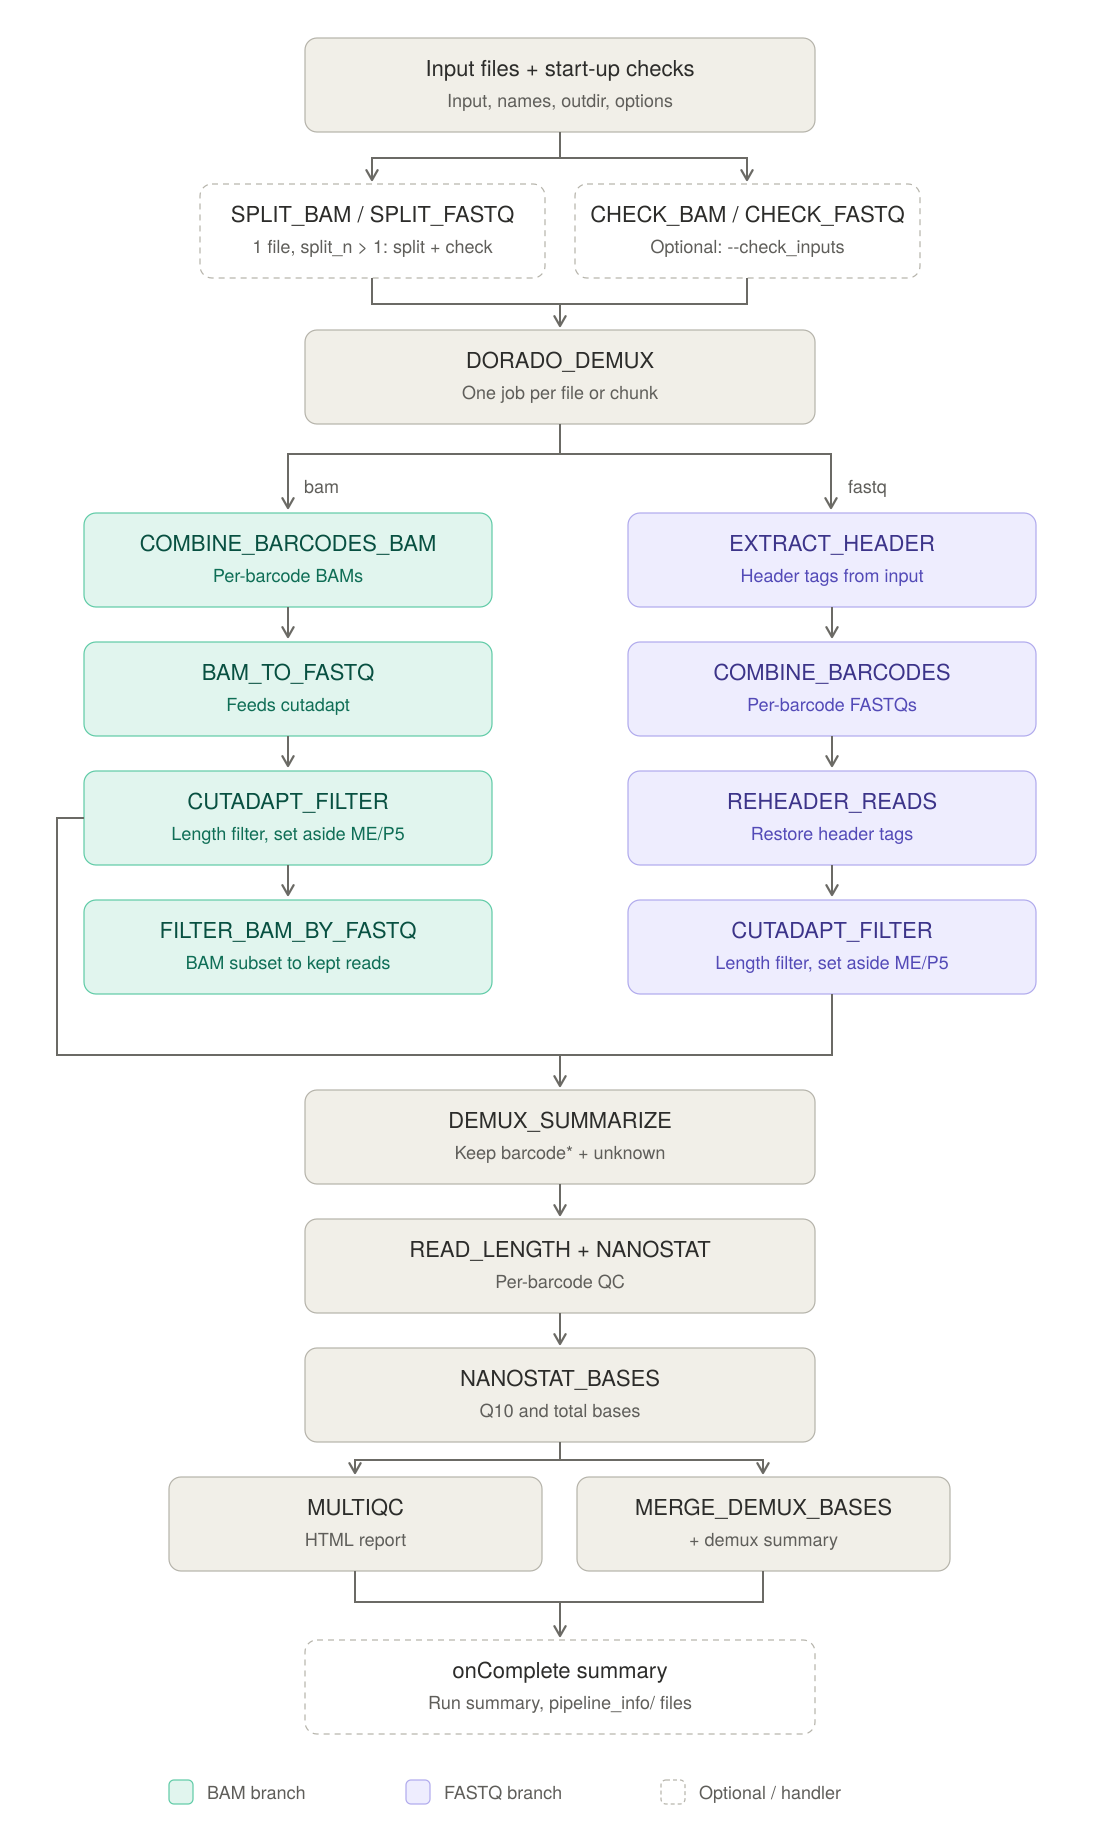 Input files + start-up checks
Input, names, outdir, options
SPLIT_BAM / SPLIT_FASTQ
1 file, split_n > 1: split + check
CHECK_BAM / CHECK_FASTQ
Optional: --check_inputs
DORADO_DEMUX
One job per file or chunk
bam
fastq
COMBINE_BARCODES_BAM
Per-barcode BAMs
BAM_TO_FASTQ
Feeds cutadapt
CUTADAPT_FILTER
Length filter, set aside ME/P5
FILTER_BAM_BY_FASTQ
BAM subset to kept reads
EXTRACT_HEADER
Header tags from input
COMBINE_BARCODES
Per-barcode FASTQs
REHEADER_READS
Restore header tags
CUTADAPT_FILTER
Length filter, set aside ME/P5
DEMUX_SUMMARIZE
Keep barcode* + unknown
READ_LENGTH + NANOSTAT
Per-barcode QC
NANOSTAT_BASES
Q10 and total bases
MULTIQC
HTML report
MERGE_DEMUX_BASES
+ demux summary
onComplete summary
Run summary, pipeline_info/ files
BAM branch
FASTQ branch
Optional / handler